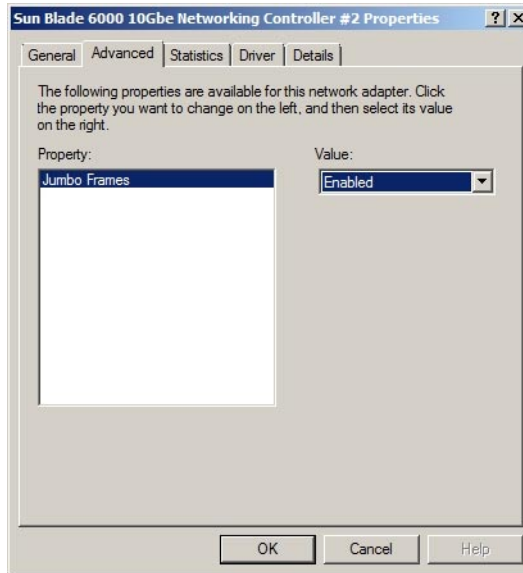 Sun Blade 6000 10Gbe Networking Controller #2 Properties
General Advanced Statistics Driver Details
The following properties are available for this network adapter. Click
the property you want to change on the left, and then select its value
on the right.
Property: Value:
Jumbo Frames Enabled
OK Cancel Help